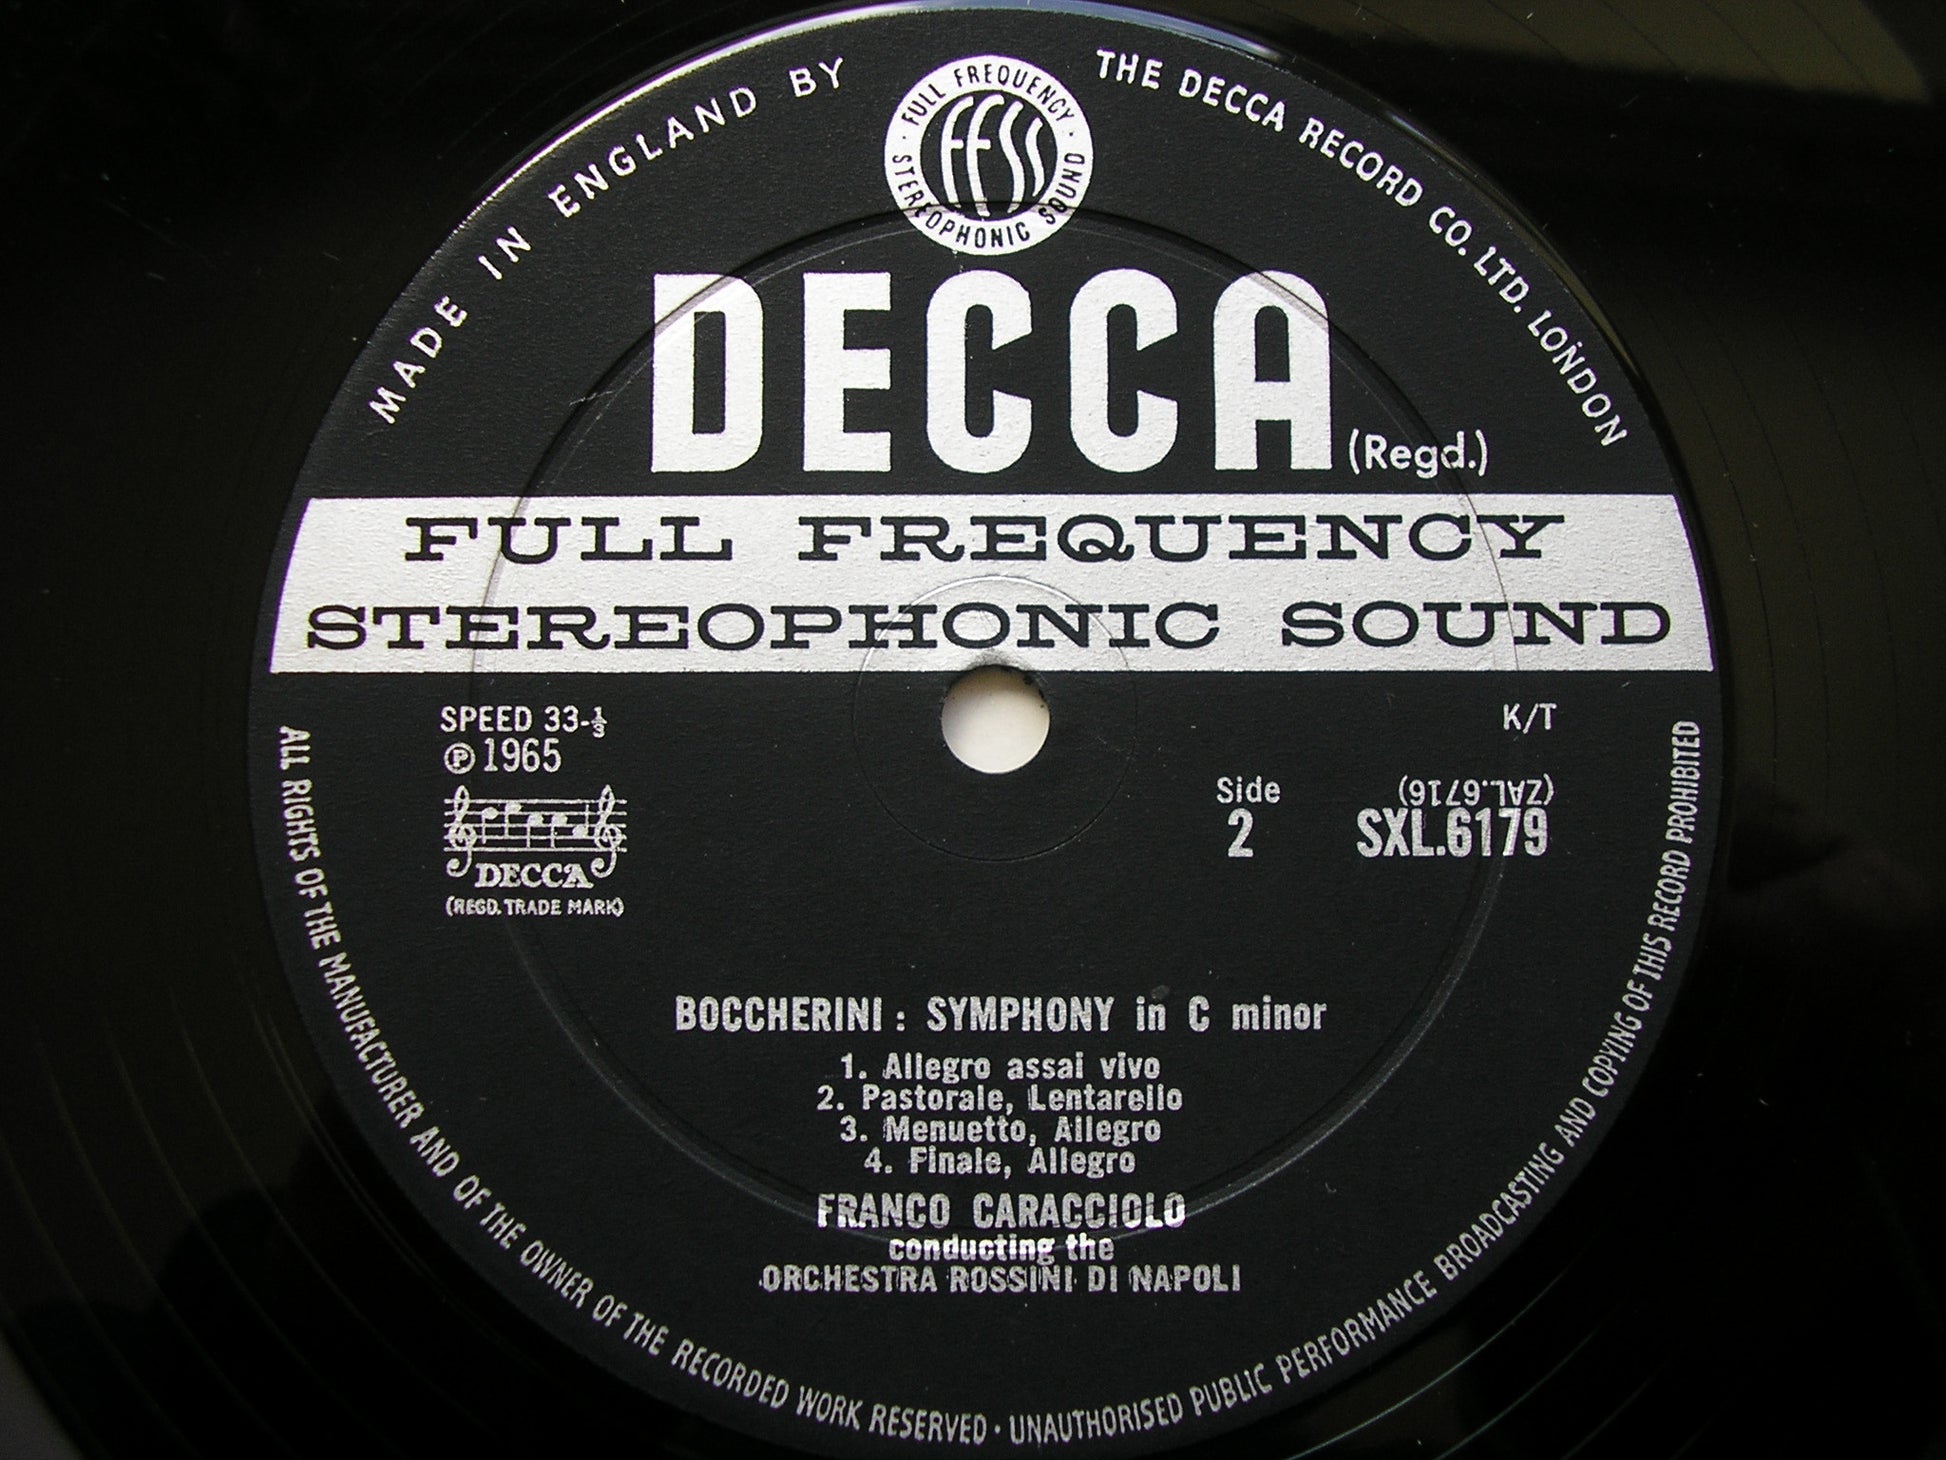 MADE IN ENGLAND BY
THE DECCA RECORD CO. LTD. LONDON
FULL FREQUENCY
ffss
STEREOPHONIC SOUND
DECCA (Regd.)
FULL FREQUENCY
STEREOPHONIC SOUND
SPEED 33-⅓
℗ 1965
K/T
Side
2
(ZAL.6716)
SXL.6179
DECCA
(REGD. TRADE MARK)
BOCCHERINI : SYMPHONY in C minor
1. Allegro assai vivo
2. Pastorale, Lentarello
3. Menuetto, Allegro
4. Finale, Allegro
FRANCO CARACCIOLO
conducting the
ORCHESTRA ROSSINI DI NAPOLI
ALL RIGHTS OF THE MANUFACTURER AND OF THE OWNER OF THE RECORDED WORK RESERVED · UNAUTHORISED PUBLIC PERFORMANCE BROADCASTING AND COPYING OF THIS RECORD PROHIBITED